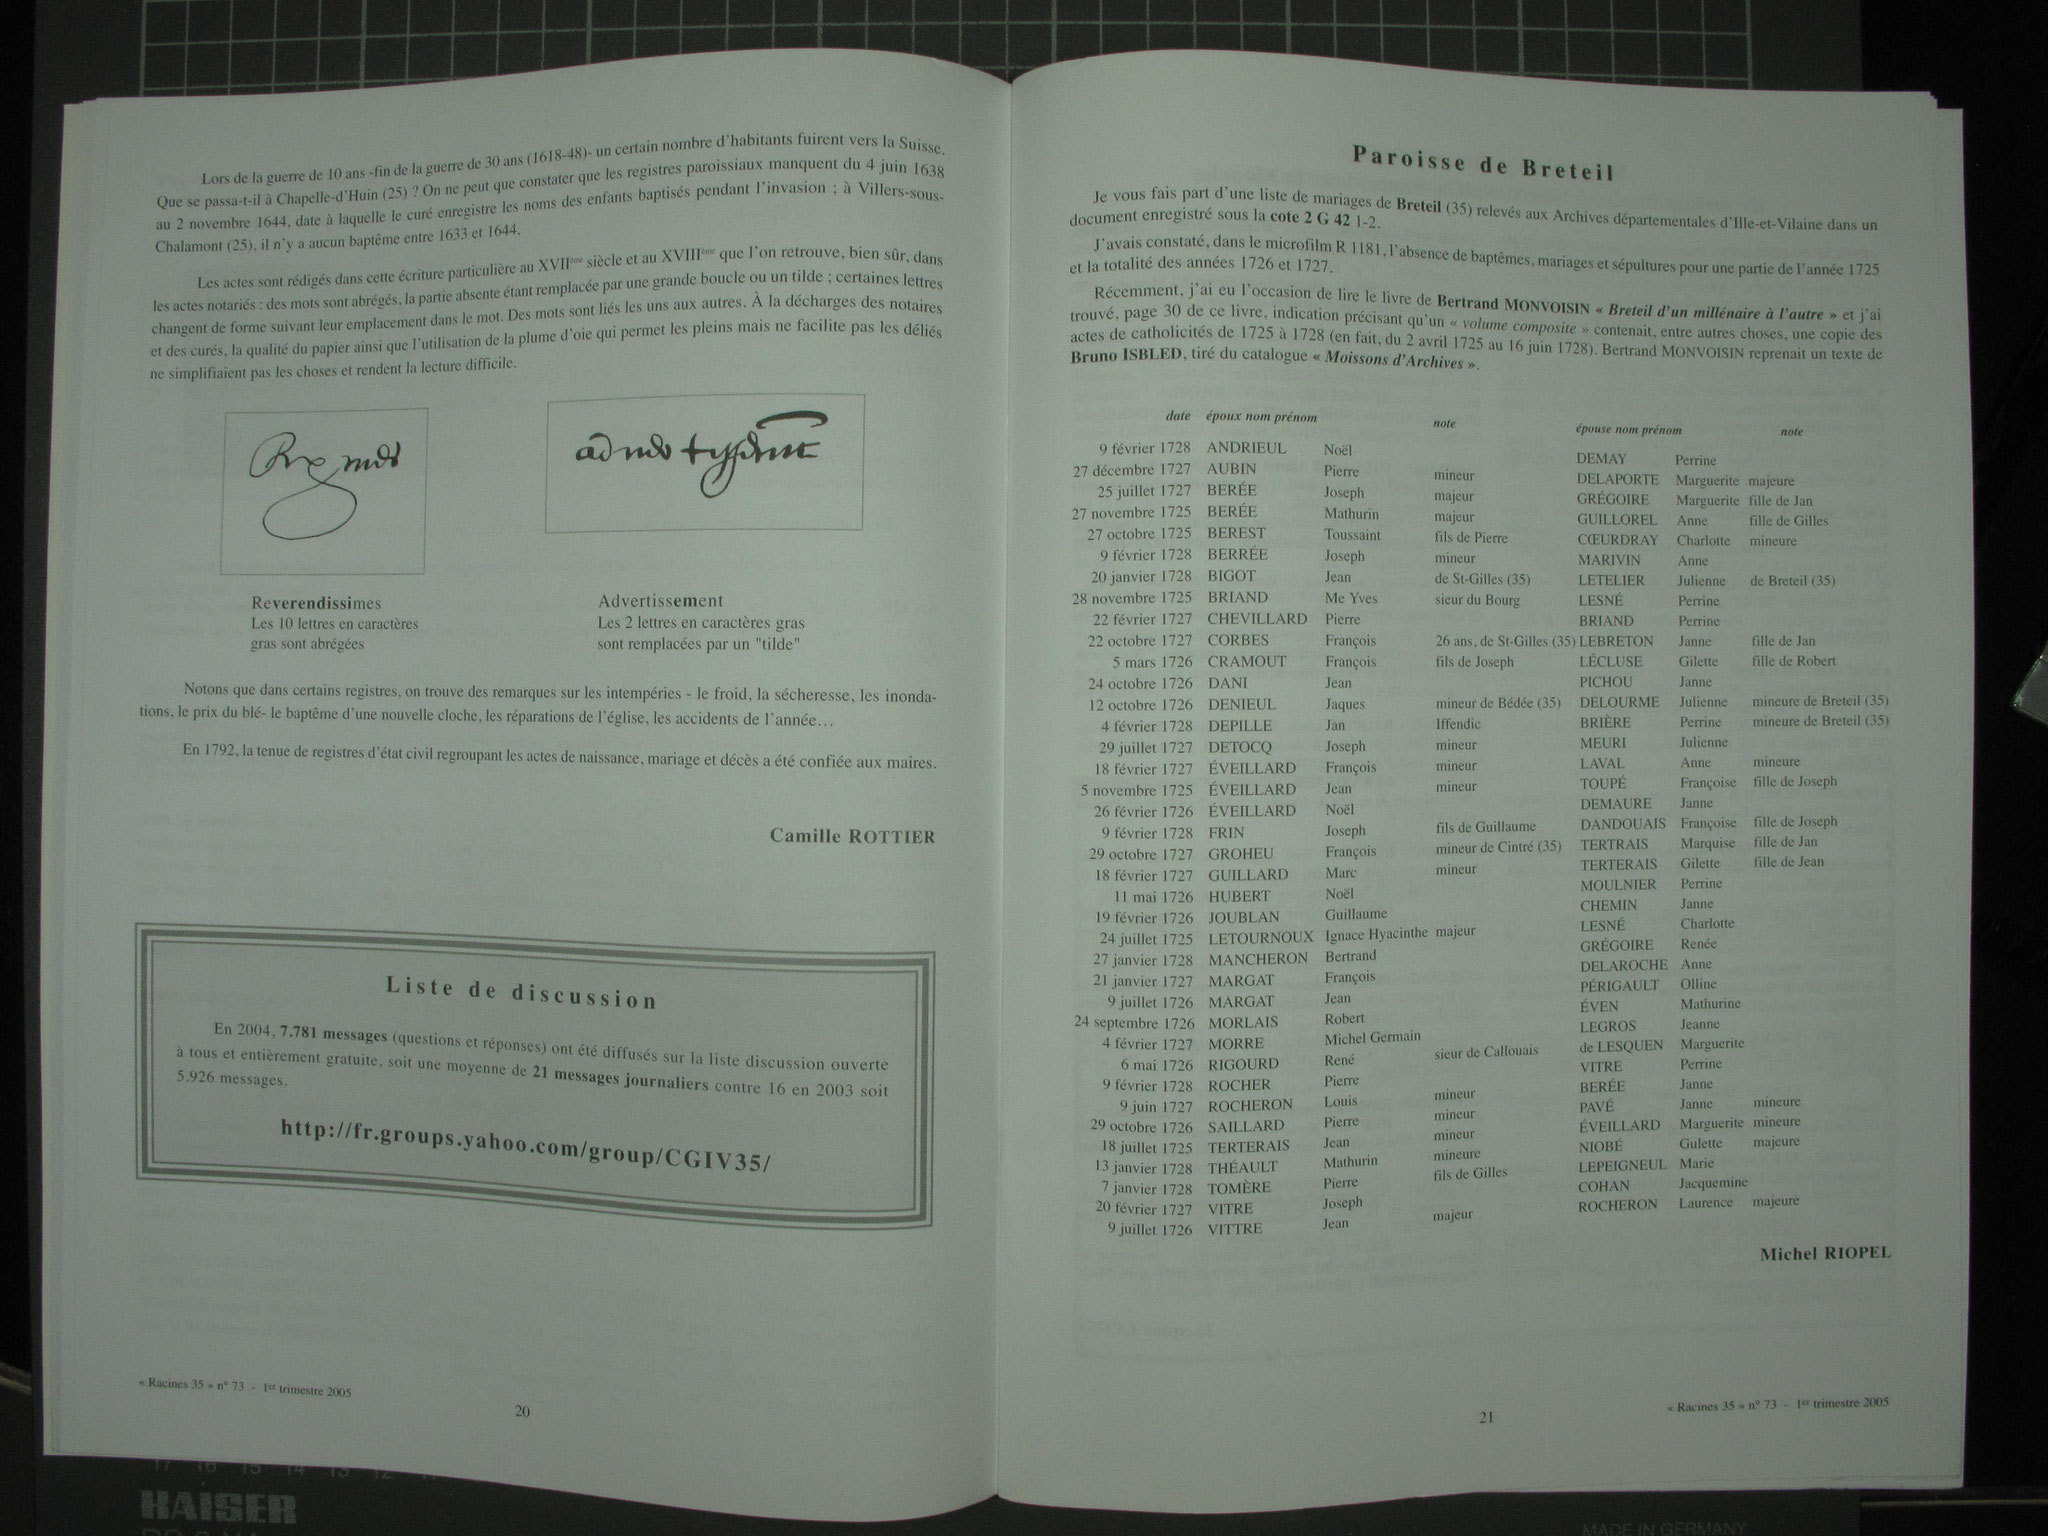 Lors de la guerre de 10 ans -fin de la guerre de 30 ans (1618-48)- un certain nombre d'habitants fuirent vers la Suisse.
Que se passa-t-il à Chapelle-d'Huin (25) ? On ne peut que constater que les registres paroissiaux manquent du 4 juin 1638
au 2 novembre 1644, date à laquelle le curé enregistre les noms des enfants baptisés pendant l'invasion ; à Villers-sous-
Chalamont (25), il n'y a aucun baptême entre 1633 et 1644.
Les actes sont rédigés dans cette écriture particulière au XVIIème siècle et au XVIIIème que l'on retrouve, bien sûr, dans
les actes notariés : des mots sont abrégés, la partie absente étant remplacée par une grande boucle ou un tilde ; certaines lettres
changent de forme suivant leur emplacement dans le mot. Des mots sont liés les uns aux autres. À la décharges des notaires
et des curés, la qualité du papier ainsi que l'utilisation de la plume d'oie qui permet les pleins mais ne facilite pas les déliés
ne simplifiaient pas les choses et rendent la lecture difficile.
Reverendissimes
Les 10 lettres en caractères
gras sont abrégées
Advertissement
Les 2 lettres en caractères gras
sont remplacées par un "tilde"
Notons que dans certains registres, on trouve des remarques sur les intempéries - le froid, la sécheresse, les inonda-
tions, le prix du blé- le baptême d'une nouvelle cloche, les réparations de l'église, les accidents de l'année…
En 1792, la tenue de registres d'état civil regroupant les actes de naissance, mariage et décès a été confiée aux maires.
Camille ROTTIER
Liste de discussion
En 2004, 7.781 messages (questions et réponses) ont été diffusés sur la liste discussion ouverte
à tous et entièrement gratuite, soit une moyenne de 21 messages journaliers contre 16 en 2003 soit
5.926 messages.
http://fr.groups.yahoo.com/group/CGIV35/
« Racines 35 » n° 73 - 1er trimestre 2005
20
Paroisse de Breteil
Je vous fais part d'une liste de mariages de Breteil (35) relevés aux Archives départementales d'Ille-et-Vilaine dans un
document enregistré sous la cote 2 G 42 1-2.
J'avais constaté, dans le microfilm R 1181, l'absence de baptêmes, mariages et sépultures pour une partie de l'année 1725
et la totalité des années 1726 et 1727.
Récemment, j'ai eu l'occasion de lire le livre de Bertrand MONVOISIN « Breteil d'un millénaire à l'autre » et j'ai
trouvé, page 30 de ce livre, indication précisant qu'un « volume composite » contenait, entre autres choses, une copie des
actes de catholicités de 1725 à 1728 (en fait, du 2 avril 1725 au 16 juin 1728). Bertrand MONVOISIN reprenait un texte de
Bruno ISBLED, tiré du catalogue « Moissons d'Archives ».
date époux nom prénom note épouse nom prénom note
9 février 1728 ANDRIEUL Noël DEMAY Perrine
27 décembre 1727 AUBIN Pierre mineur DELAPORTE Marguerite majeure
25 juillet 1727 BERÉE Joseph majeur GRÉGOIRE Marguerite fille de Jan
27 novembre 1725 BERÉE Mathurin majeur GUILLOREL Anne fille de Gilles
27 octobre 1725 BEREST Toussaint fils de Pierre CŒURDRAY Charlotte mineure
9 février 1728 BERRÉE Joseph mineur MARIVIN Anne
20 janvier 1728 BIGOT Jean de St-Gilles (35) LETELIER Julienne de Breteil (35)
28 novembre 1725 BRIAND Me Yves sieur du Bourg LESNÉ Perrine
22 février 1727 CHEVILLARD Pierre BRIAND Perrine
22 octobre 1727 CORBES François 26 ans, de St-Gilles (35) LEBRETON Janne fille de Jan
5 mars 1726 CRAMOUT François fils de Joseph LÉCLUSE Gilette fille de Robert
24 octobre 1726 DANI Jean PICHOU Janne
12 octobre 1726 DENIEUL Jaques mineur de Bédée (35) DELOURME Julienne mineure de Breteil (35)
4 février 1728 DEPILLE Jan Iffendic BRIÈRE Perrine mineure de Breteil (35)
29 juillet 1727 DETOCQ Joseph mineur MEURI Julienne
18 février 1727 ÉVEILLARD François mineur LAVAL Anne mineure
5 novembre 1725 ÉVEILLARD Jean mineur TOUPÉ Françoise fille de Joseph
26 février 1726 ÉVEILLARD Noël DEMAURE Janne
9 février 1728 FRIN Joseph fils de Guillaume DANDOUAIS Françoise fille de Joseph
29 octobre 1727 GROHEU François mineur de Cintré (35) TERTRAIS Marquise fille de Jan
18 février 1727 GUILLARD Marc mineur TERTERAIS Gilette fille de Jean
11 mai 1726 HUBERT Noël MOULNIER Perrine
19 février 1726 JOUBLAN Guillaume CHEMIN Janne
24 juillet 1725 LETOURNOUX Ignace Hyacinthe majeur LESNÉ Charlotte
27 janvier 1728 MANCHERON Bertrand GRÉGOIRE Renée
21 janvier 1727 MARGAT François DELAROCHE Anne
9 juillet 1726 MARGAT Jean PÉRIGAULT Olline
24 septembre 1726 MORLAIS Robert ÉVEN Mathurine
4 février 1727 MORRE Michel Germain LEGROS Jeanne
6 mai 1726 RIGOURD René sieur de Callouais de LESQUEN Marguerite
9 février 1728 ROCHER Pierre VITRE Perrine
9 juin 1727 ROCHERON Louis mineur BERÉE Janne
29 octobre 1726 SAILLARD Pierre mineur PAVÉ Janne mineure
18 juillet 1725 TERTERAIS Jean mineur ÉVEILLARD Marguerite mineure
13 janvier 1728 THÉAULT Mathurin mineure NIOBÉ Gulette majeure
7 janvier 1728 TOMÈRE Pierre fils de Gilles LEPEIGNEUL Marie
20 février 1727 VITRE Joseph COHAN Jacquemine
9 juillet 1726 VITTRE Jean majeur ROCHERON Laurence majeure
Michel RIOPEL
« Racines 35 » n° 73 - 1er trimestre 2005
21
KAISER
MADE IN GERMANY